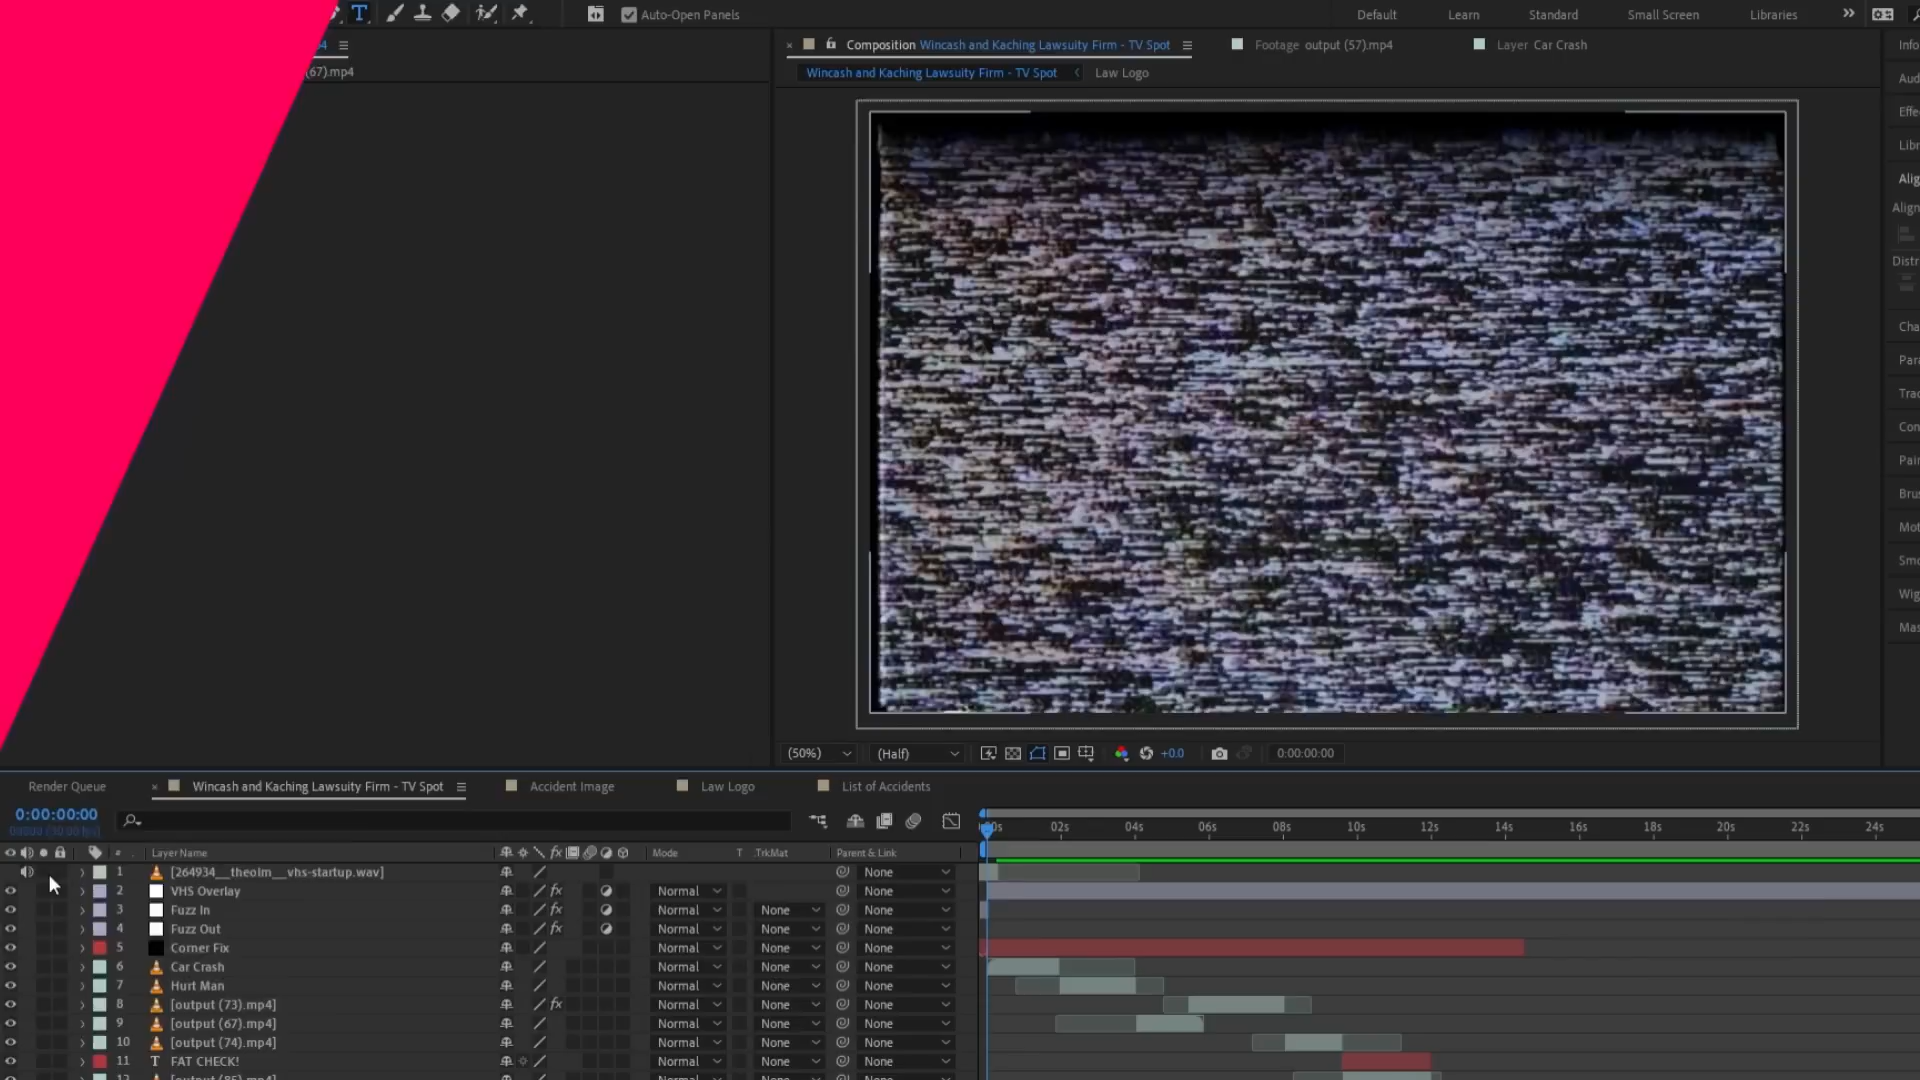 Auto-Open Panels
Default Learn Standard Small Screen Libraries
Composition Wincash and Kaching Lawsuity Firm - TV Spot
Footage output (57).mp4
Layer Car Crash
(67).mp4
Wincash and Kaching Lawsuity Firm - TV Spot
Law Logo
(50%)
(Half)
+0.0
0:00:00:00
Render Queue
Wincash and Kaching Lawsuity Firm - TV Spot
Accident Image
Law Logo
List of Accidents
0:00:00:00
02s 04s 06s 08s 10s 12s 14s 16s 18s 20s 22s 24s
# Layer Name Mode T .TrkMat Parent & Link
1 [264934__theolm__vhs-startup.wav] None
2 VHS Overlay Normal None
3 Fuzz In Normal None None
4 Fuzz Out Normal None None
5 Corner Fix Normal None None
6 Car Crash Normal None None
7 Hurt Man Normal None None
8 [output (73).mp4] Normal None None
9 [output (67).mp4] Normal None None
10 [output (74).mp4] Normal None None
11 T FAT CHECK! Normal None None
Info
Aud
Effe
Libr
Alig
Align
Distr
Cha
Para
Trac
Con
Pain
Brus
Mot
Smo
Wig
Mas